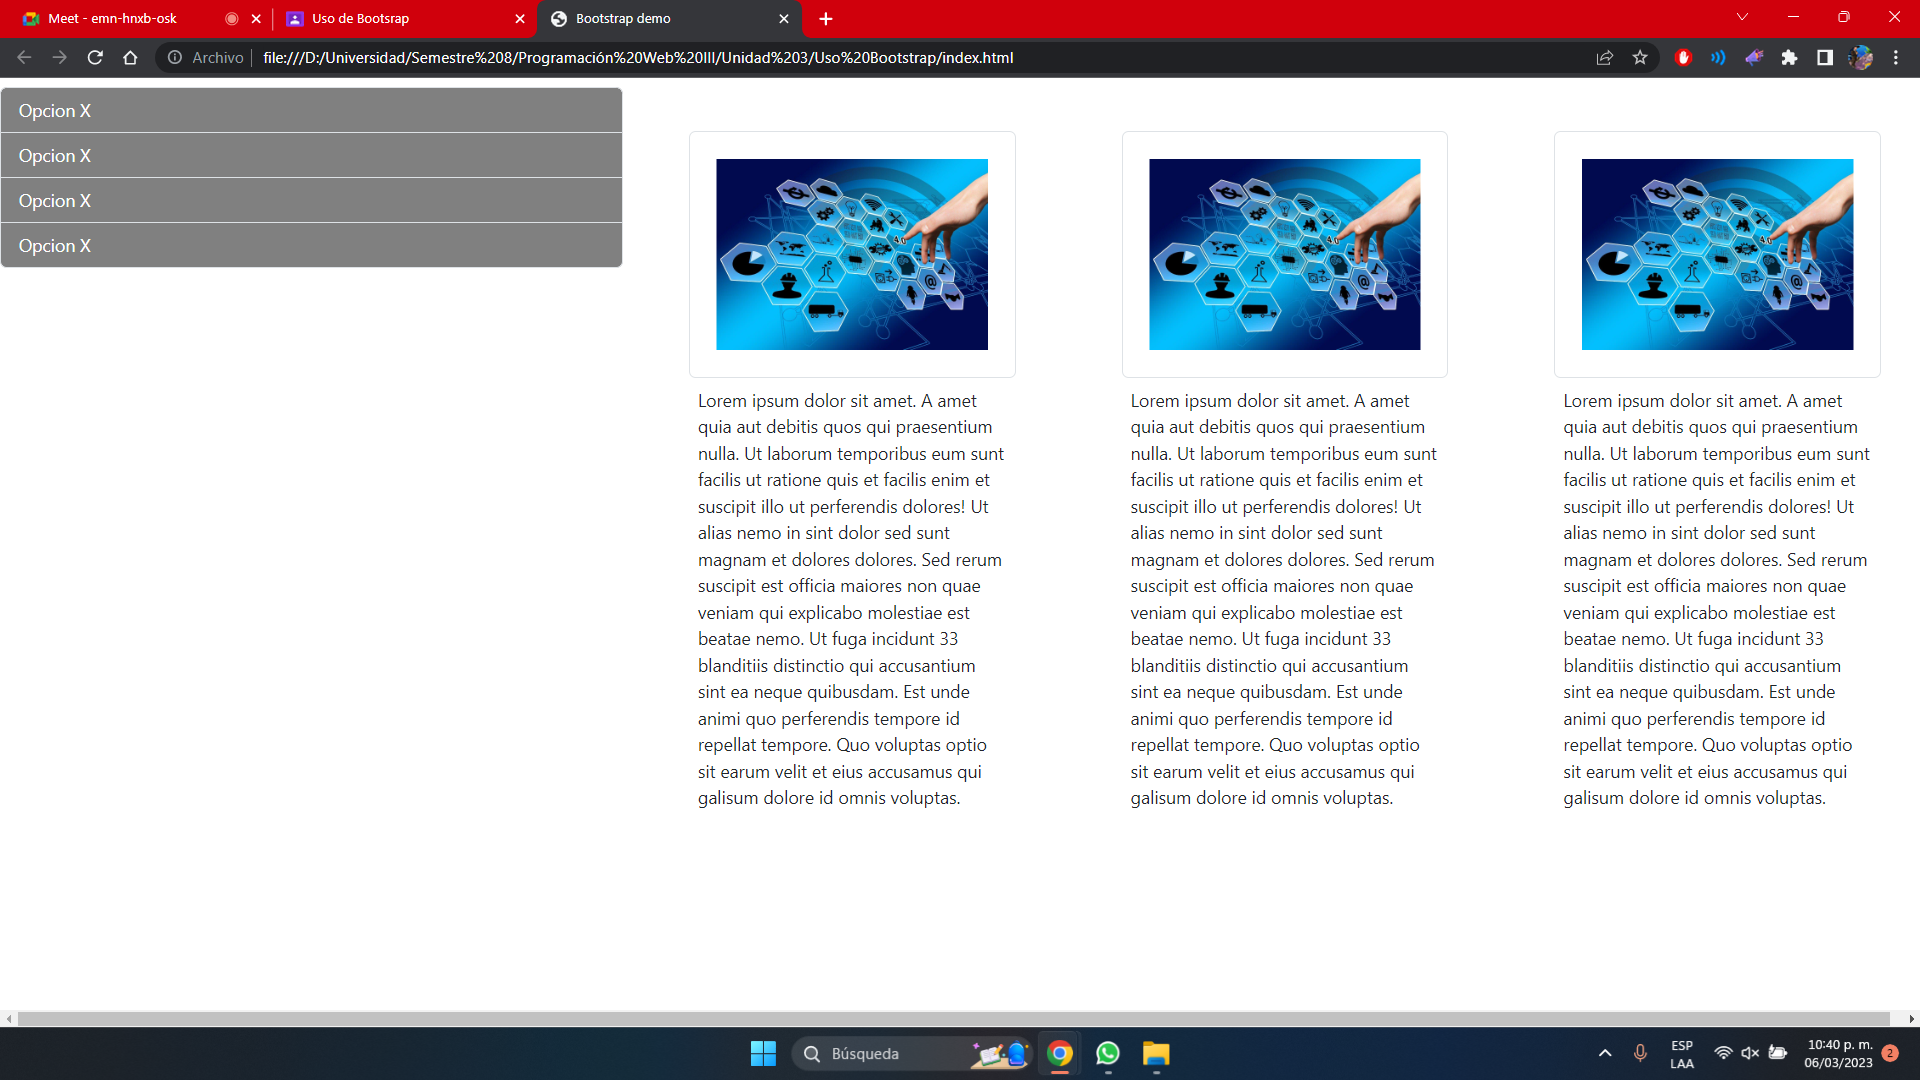 Meet - emn-hnxb-osk
Uso de Bootsrap
Bootstrap demo
Archivo
file:///D:/Universidad/Semestre%208/Programación%20Web%20III/Unidad%203/Uso%20Bootstrap/index.html
Opcion X
Opcion X
Opcion X
Opcion X
Lorem ipsum dolor sit amet. A amet
quia aut debitis quos qui praesentium
nulla. Ut laborum temporibus eum sunt
facilis ut ratione quis et facilis enim et
suscipit illo ut perferendis dolores! Ut
alias nemo in sint dolor sed sunt
magnam et dolores dolores. Sed rerum
suscipit est officia maiores non quae
veniam qui explicabo molestiae est
beatae nemo. Ut fuga incidunt 33
blanditiis distinctio qui accusantium
sint ea neque quibusdam. Est unde
animi quo perferendis tempore id
repellat tempore. Quo voluptas optio
sit earum velit et eius accusamus qui
galisum dolore id omnis voluptas.
Lorem ipsum dolor sit amet. A amet
quia aut debitis quos qui praesentium
nulla. Ut laborum temporibus eum sunt
facilis ut ratione quis et facilis enim et
suscipit illo ut perferendis dolores! Ut
alias nemo in sint dolor sed sunt
magnam et dolores dolores. Sed rerum
suscipit est officia maiores non quae
veniam qui explicabo molestiae est
beatae nemo. Ut fuga incidunt 33
blanditiis distinctio qui accusantium
sint ea neque quibusdam. Est unde
animi quo perferendis tempore id
repellat tempore. Quo voluptas optio
sit earum velit et eius accusamus qui
galisum dolore id omnis voluptas.
Lorem ipsum dolor sit amet. A amet
quia aut debitis quos qui praesentium
nulla. Ut laborum temporibus eum sunt
facilis ut ratione quis et facilis enim et
suscipit illo ut perferendis dolores! Ut
alias nemo in sint dolor sed sunt
magnam et dolores dolores. Sed rerum
suscipit est officia maiores non quae
veniam qui explicabo molestiae est
beatae nemo. Ut fuga incidunt 33
blanditiis distinctio qui accusantium
sint ea neque quibusdam. Est unde
animi quo perferendis tempore id
repellat tempore. Quo voluptas optio
sit earum velit et eius accusamus qui
galisum dolore id omnis voluptas.
Búsqueda
ESP
LAA
10:40 p. m.
06/03/2023
2